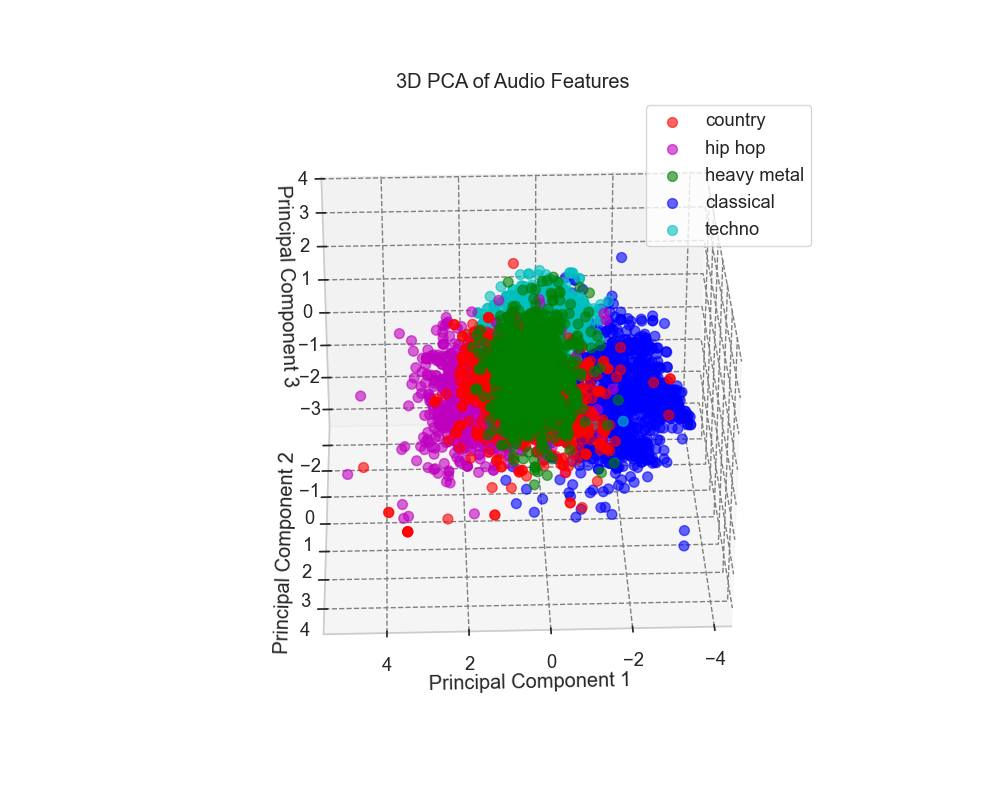 3D PCA of Audio Features
country
hip hop
heavy metal
classical
techno
Principal Component 3
4
3
2
1
0
−1
−2
−3
Principal Component 2
−2
−1
0
1
2
3
4
4
2
0
−2
−4
Principal Component 1